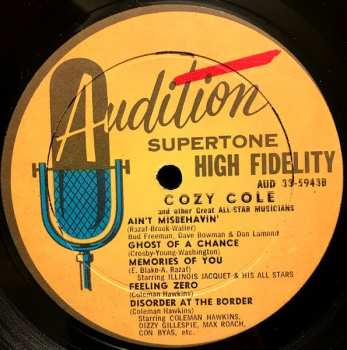 Audition
SUPERTONE
HIGH FIDELITY
AUD 33-5943B
COZY COLE
and other Great ALL-STAR MUSICIANS
AIN'T MISBEHAVIN'
(Razaf-Brook-Waller)
Bud Freeman, Dave Bowman & Don Lamond
GHOST OF A CHANCE
(Crosby-Young-Washington)
MEMORIES OF YOU
(E. Blake-A. Razaf)
Starring ILLINOIS JACQUET & HIS ALL STARS
FEELING ZERO
(Coleman Hawkins)
DISORDER AT THE BORDER
(Coleman Hawkins)
Starring COLEMAN HAWKINS,
DIZZY GILLESPIE, MAX ROACH,
CON BYAS, etc.